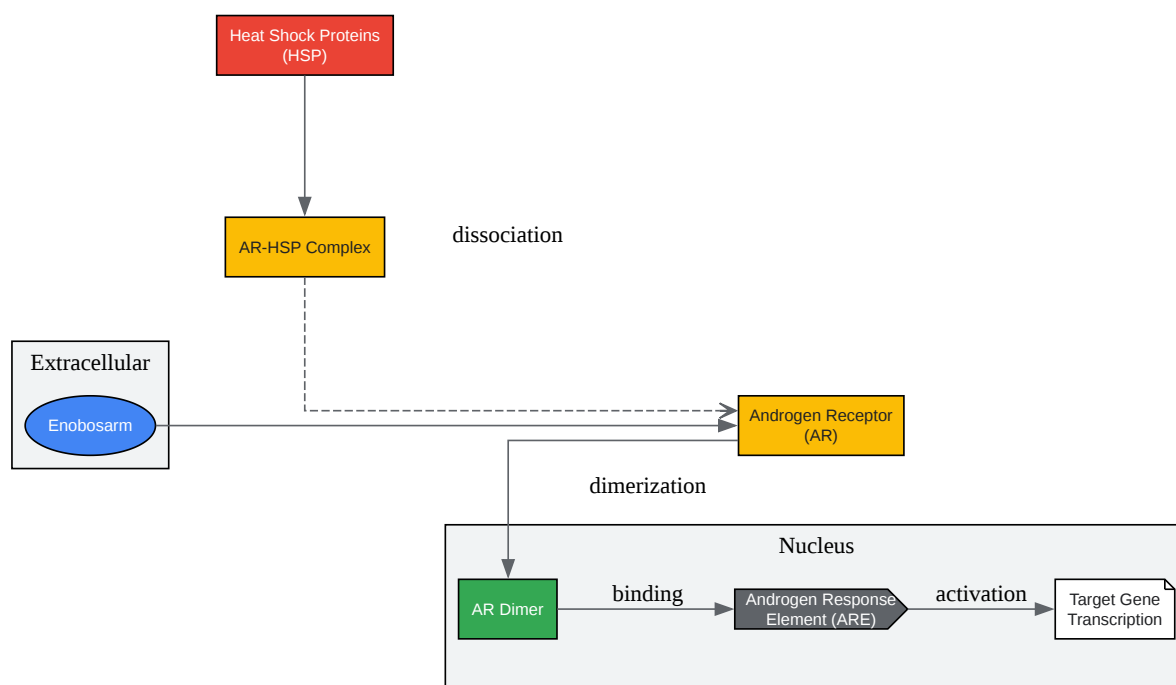 Heat Shock Proteins
(HSP)
AR-HSP Complex
dissociation
Extracellular
Enobosarm
Androgen Receptor
(AR)
dimerization
Nucleus
AR Dimer
binding
Androgen Response
Element (ARE)
activation
Target Gene
Transcription